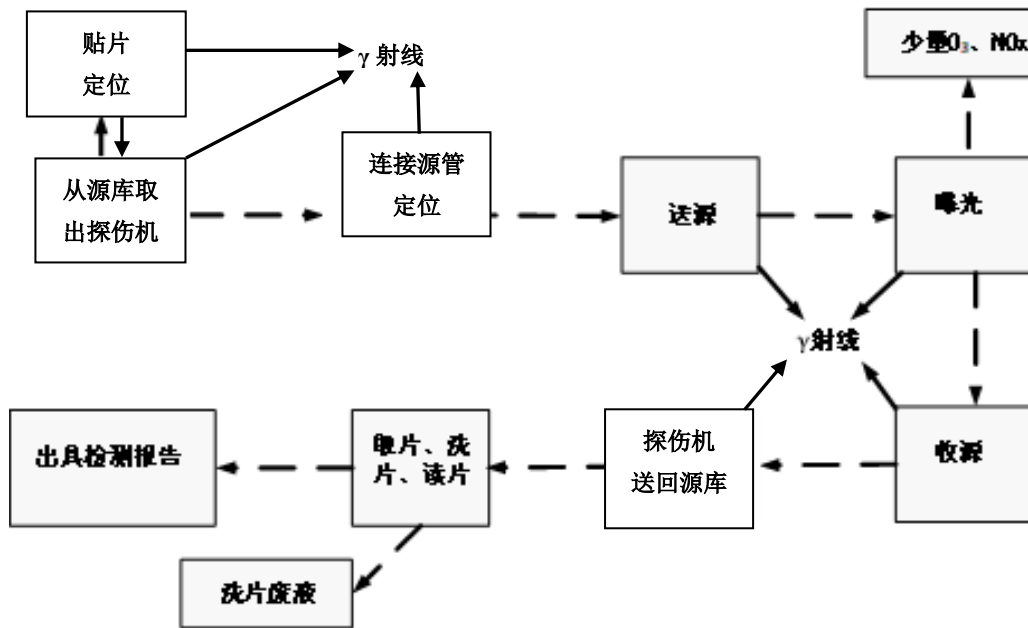 贴片
定位
γ 射线
少量O₃、NOx
从源库取
出探伤机
连接源管
定位
送源
曝光
γ射线
出具检测报告
取片、洗
片、读片
探伤机
送回源库
收源
洗片废液